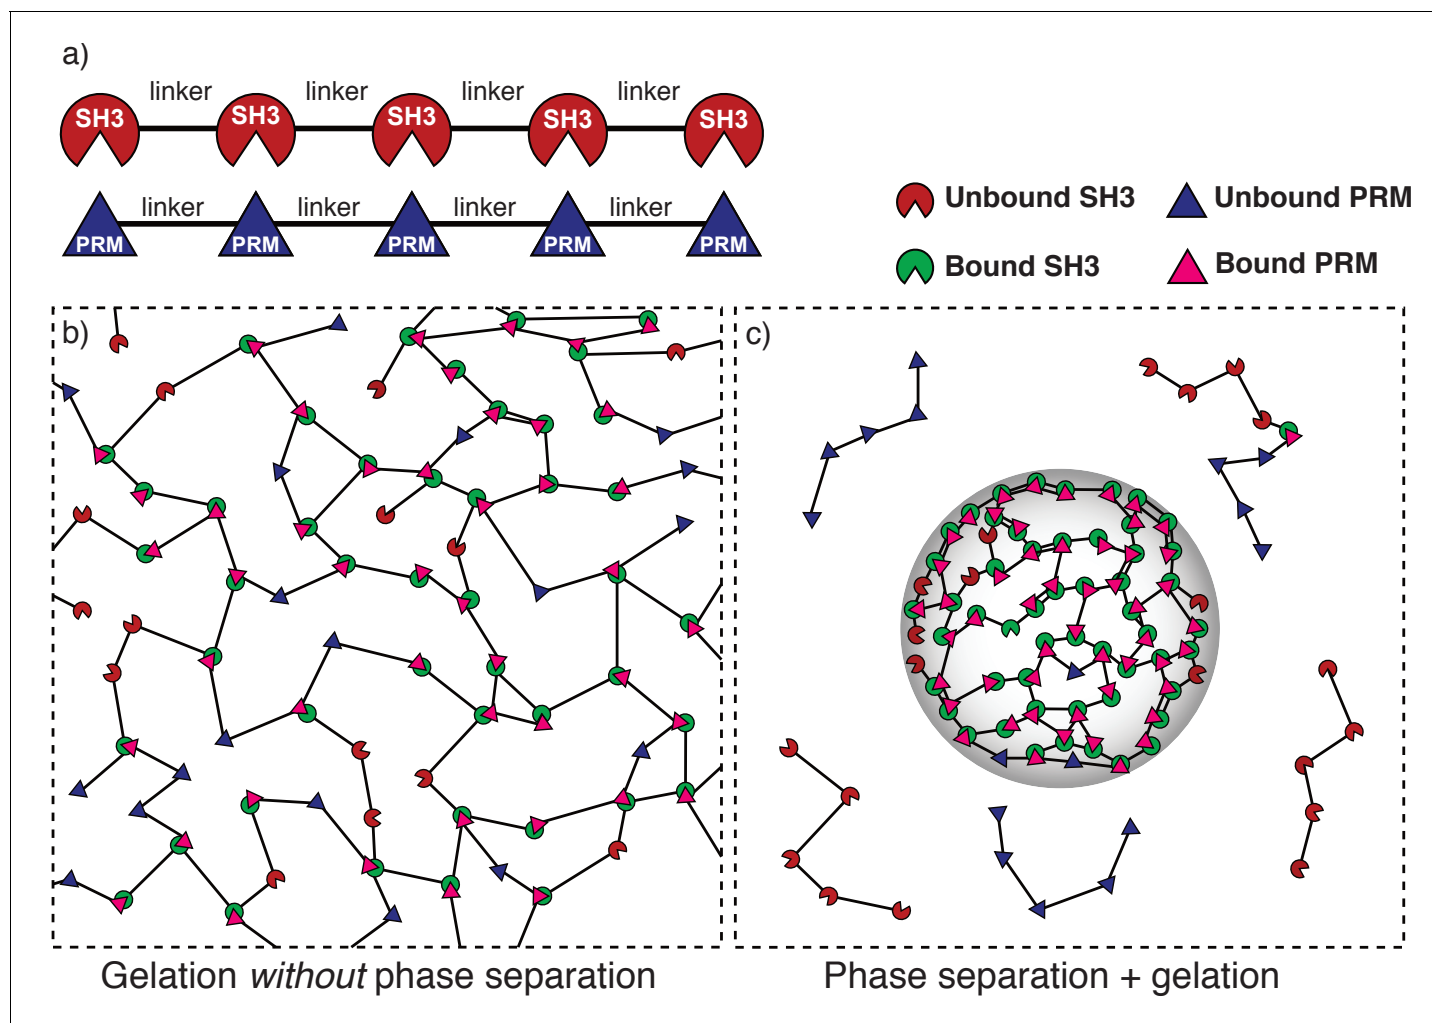 a)
linker linker linker linker
SH3 SH3 SH3 SH3 SH3
linker linker linker linker
PRM PRM PRM PRM PRM
Unbound SH3 Unbound PRM
Bound SH3 Bound PRM
b)
c)
Gelation without phase separation
Phase separation + gelation